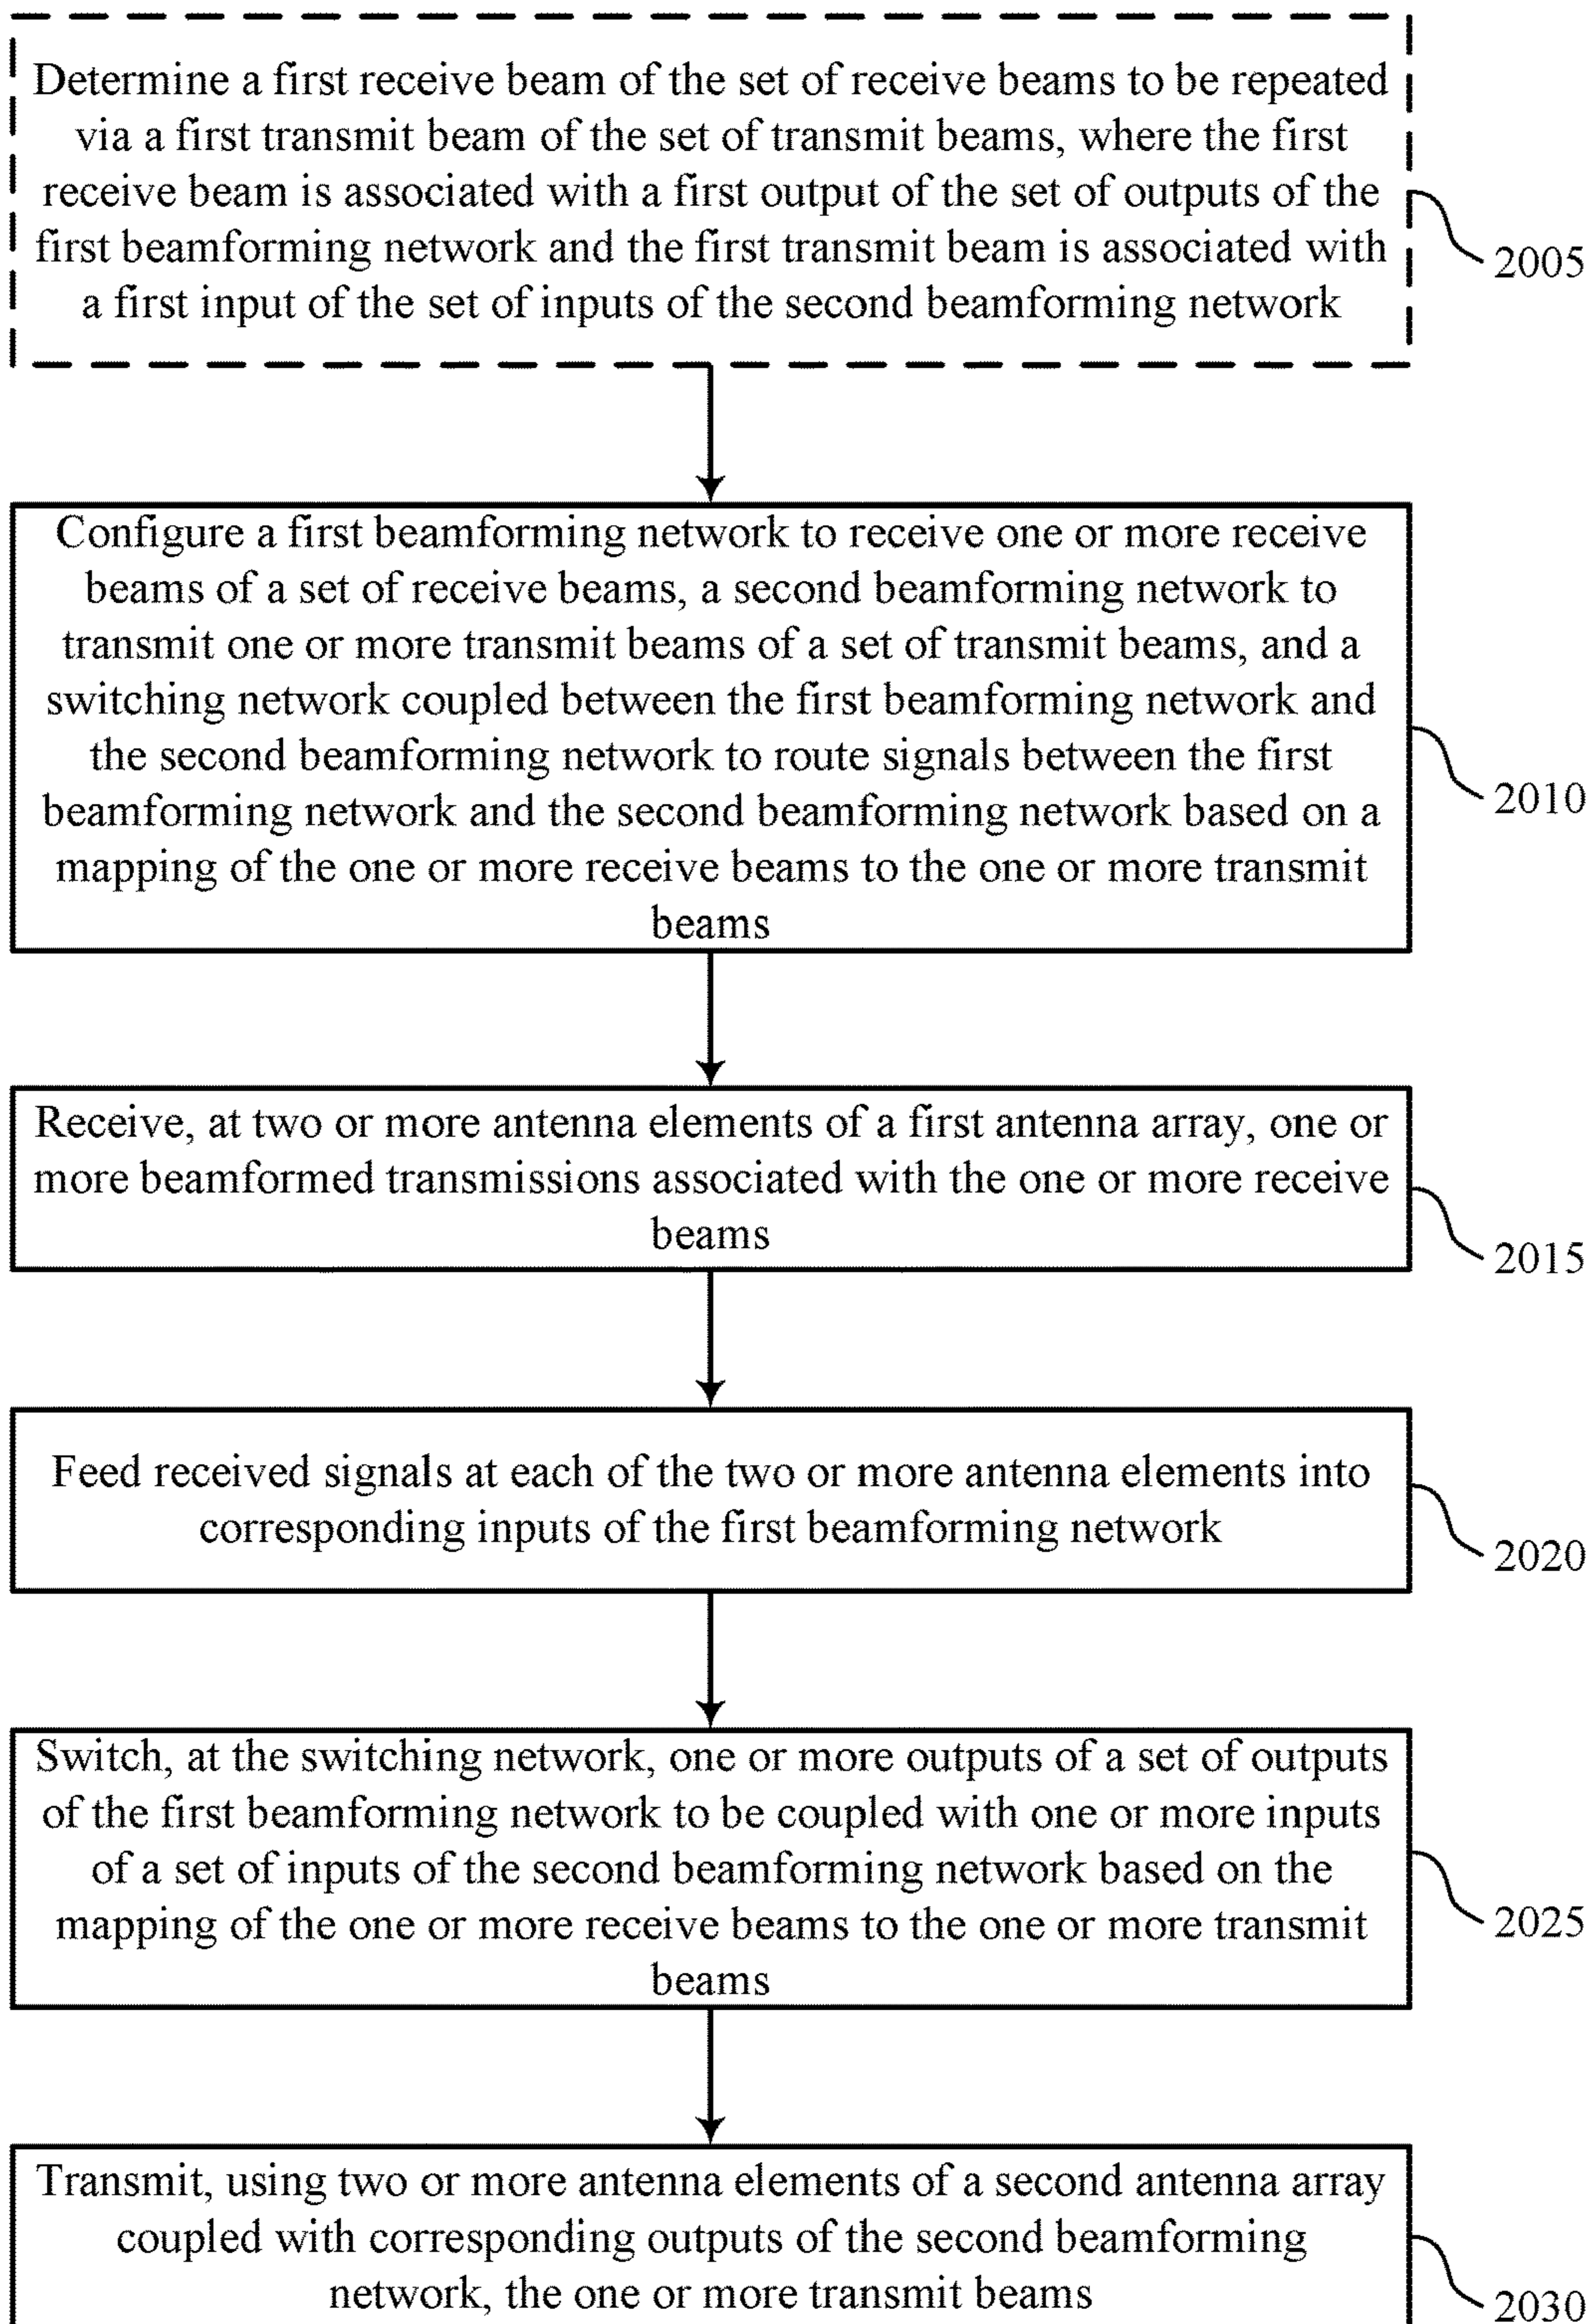 Determine a first receive beam of the set of receive beams to be repeated
via a first transmit beam of the set of transmit beams, where the first
receive beam is associated with a first output of the set of outputs of the
first beamforming network and the first transmit beam is associated with
a first input of the set of inputs of the second beamforming network
2005
Configure a first beamforming network to receive one or more receive
beams of a set of receive beams, a second beamforming network to
transmit one or more transmit beams of a set of transmit beams, and a
switching network coupled between the first beamforming network and
the second beamforming network to route signals between the first
beamforming network and the second beamforming network based on a
mapping of the one or more receive beams to the one or more transmit
beams
2010
Receive, at two or more antenna elements of a first antenna array, one or
more beamformed transmissions associated with the one or more receive
beams
2015
Feed received signals at each of the two or more antenna elements into
corresponding inputs of the first beamforming network
2020
Switch, at the switching network, one or more outputs of a set of outputs
of the first beamforming network to be coupled with one or more inputs
of a set of inputs of the second beamforming network based on the
mapping of the one or more receive beams to the one or more transmit
beams
2025
Transmit, using two or more antenna elements of a second antenna array
coupled with corresponding outputs of the second beamforming
network, the one or more transmit beams
2030